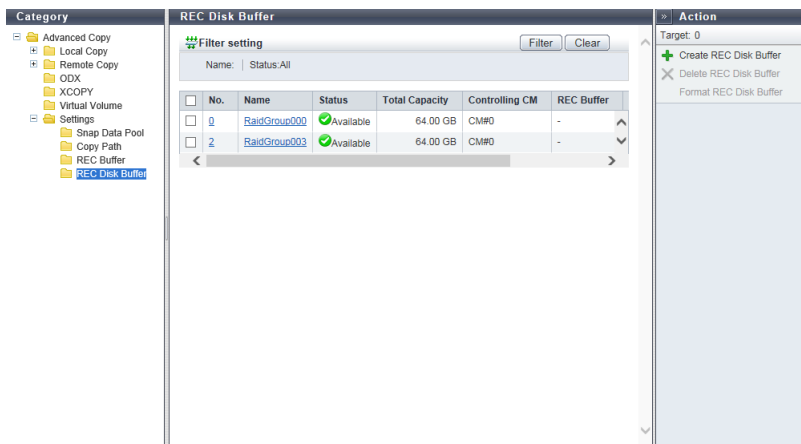 Category
Advanced Copy
Local Copy
Remote Copy
ODX
XCOPY
Virtual Volume
Settings
Snap Data Pool
Copy Path
REC Buffer
REC Disk Buffer
REC Disk Buffer
Filter setting
Filter
Clear
Name: Status:All
No. Name Status Total Capacity Controlling CM REC Buffer
0 RaidGroup000 Available 64.00 GB CM#0 -
2 RaidGroup003 Available 64.00 GB CM#0 -
» Action
Target: 0
Create REC Disk Buffer
Delete REC Disk Buffer
Format REC Disk Buffer